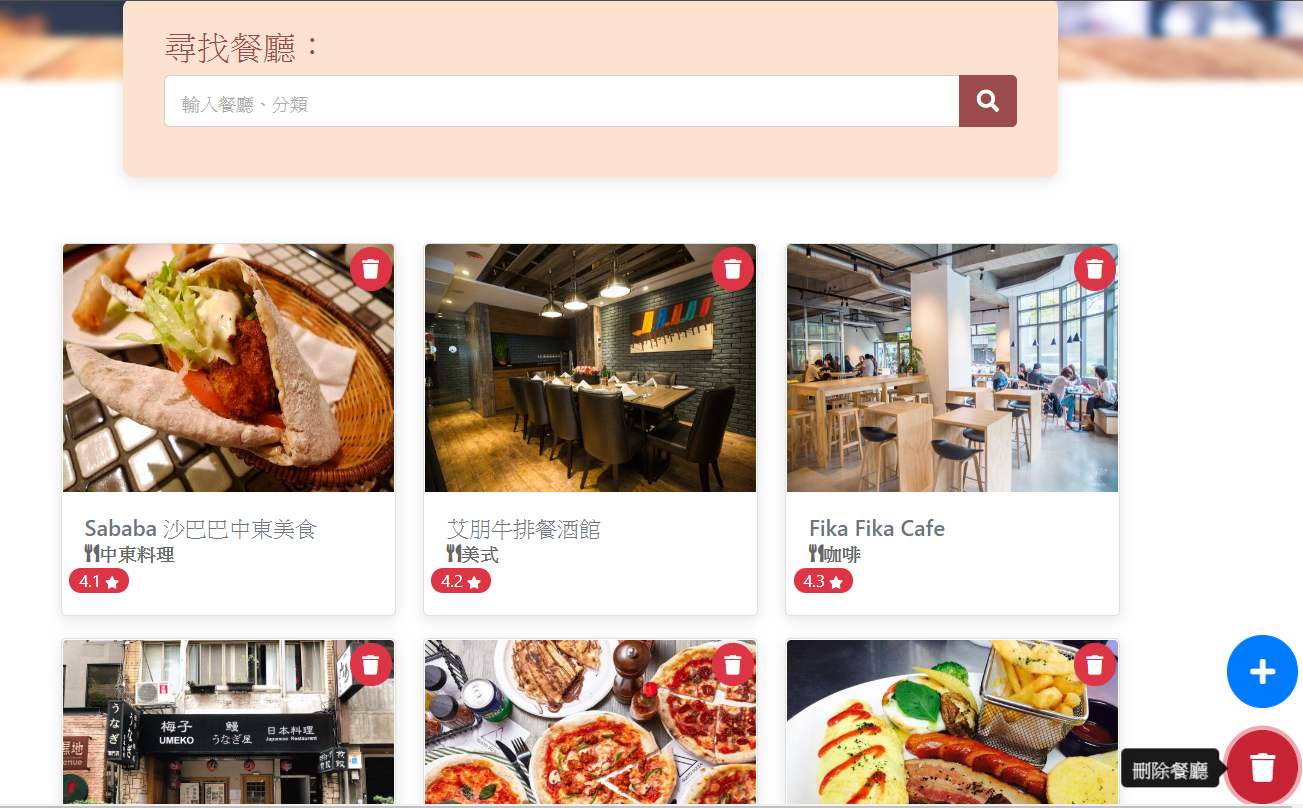 尋找餐廳：
輸入餐廳、分類
Sababa 沙巴巴中東美食
中東料理
4.1
艾朋牛排餐酒館
美式
4.2
Fika Fika Cafe
咖啡
4.3
うなぎ
梅子
UMEKO
鰻
うなぎ屋
日本料理
Japanese Restaurant
刪除餐廳